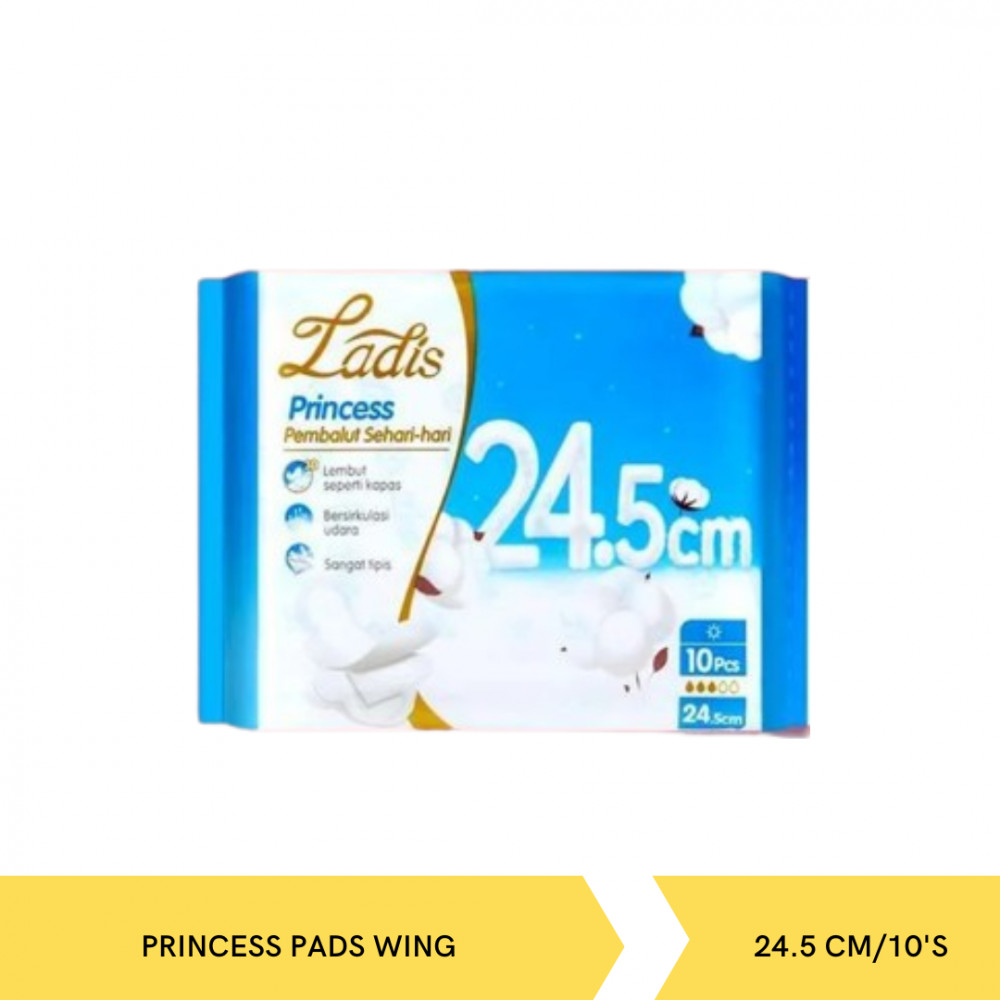 Ladis
Princess
Pembalut Sehari-hari
3D
Lembut
seperti kapas
Bersirkulasi
udara
Sangat tipis
24.5cm
10Pcs
24.5cm
PRINCESS PADS WING
24.5 CM/10'S